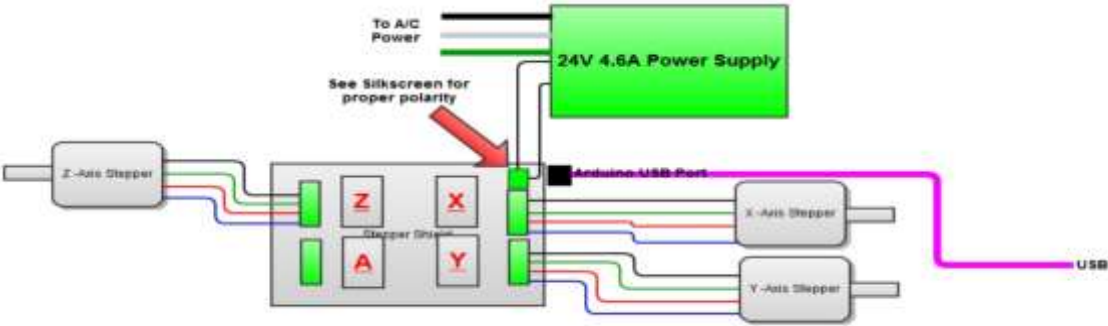 To A/C
Power
24V 4.6A Power Supply
See Silkscreen for
proper polarity
Z -Axis Stepper
Arduino USB Port
Z
X
Stepper Shield
A
Y
X -Axis Stepper
USB
Y -Axis Stepper